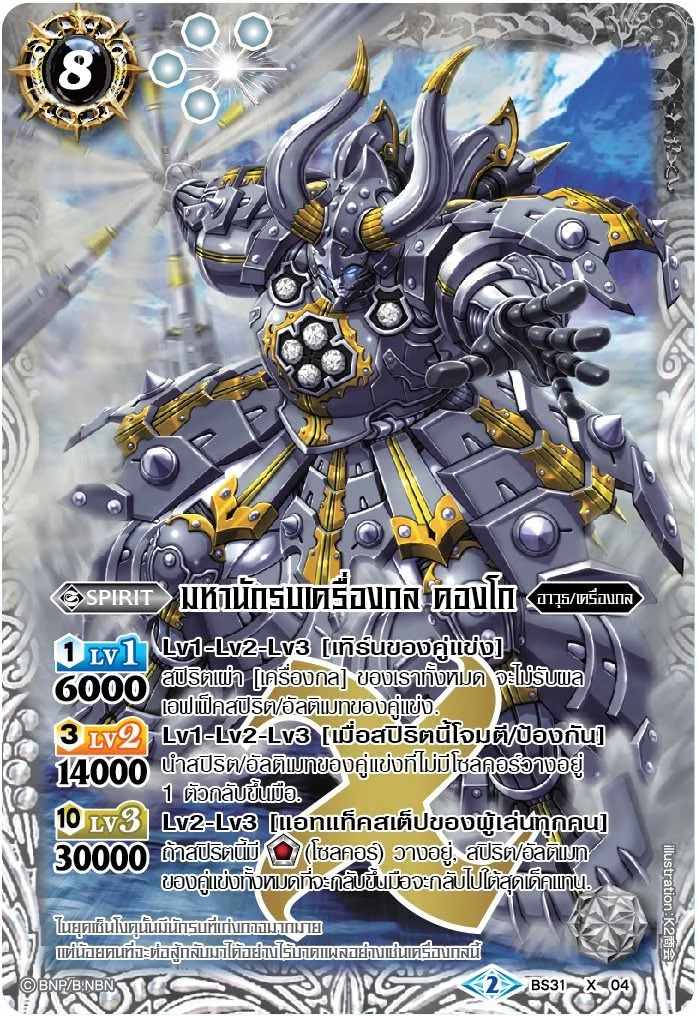 8
SPIRIT มหานักรบเครื่องกล คองโก อาวุธ/เครื่องกล
1 LV1 6000
Lv1-Lv2-Lv3 [เทิร์นของคู่แข่ง]
สปิริตเผ่า [เครื่องกล] ของเราทั้งหมด จะไม่รับผล
เอฟเฟ็คสปิริต/อัลติเมทของคู่แข่ง.
3 LV2 14000
Lv1-Lv2-Lv3 [เมื่อสปิริตนี้โจมตี/ป้องกัน]
นำสปิริต/อัลติเมทของคู่แข่งที่ไม่มีโซลคอร์วางอยู่
1 ตัวกลับขึ้นมือ.
10 LV3 30000
Lv2-Lv3 [แอทแท็คสเต็ปของผู้เล่นทุกคน]
ถ้าสปิริตนี้มี (โซลคอร์) วางอยู่, สปิริต/อัลติเมท
ของคู่แข่งทั้งหมดที่จะกลับขึ้นมือจะกลับไปใต้สุดเด็คแทน.
ในยุคเซ็นโงคุนั้นมีนักรบที่เก่งกาจมากมาย
แต่น้อยคนที่จะต่อสู้กลับมาได้อย่างไร้บาดแผลอย่างเช่นเครื่องกลนี้
illustration:K2商会
©BNP/B.NBN
2 BS31 X 04